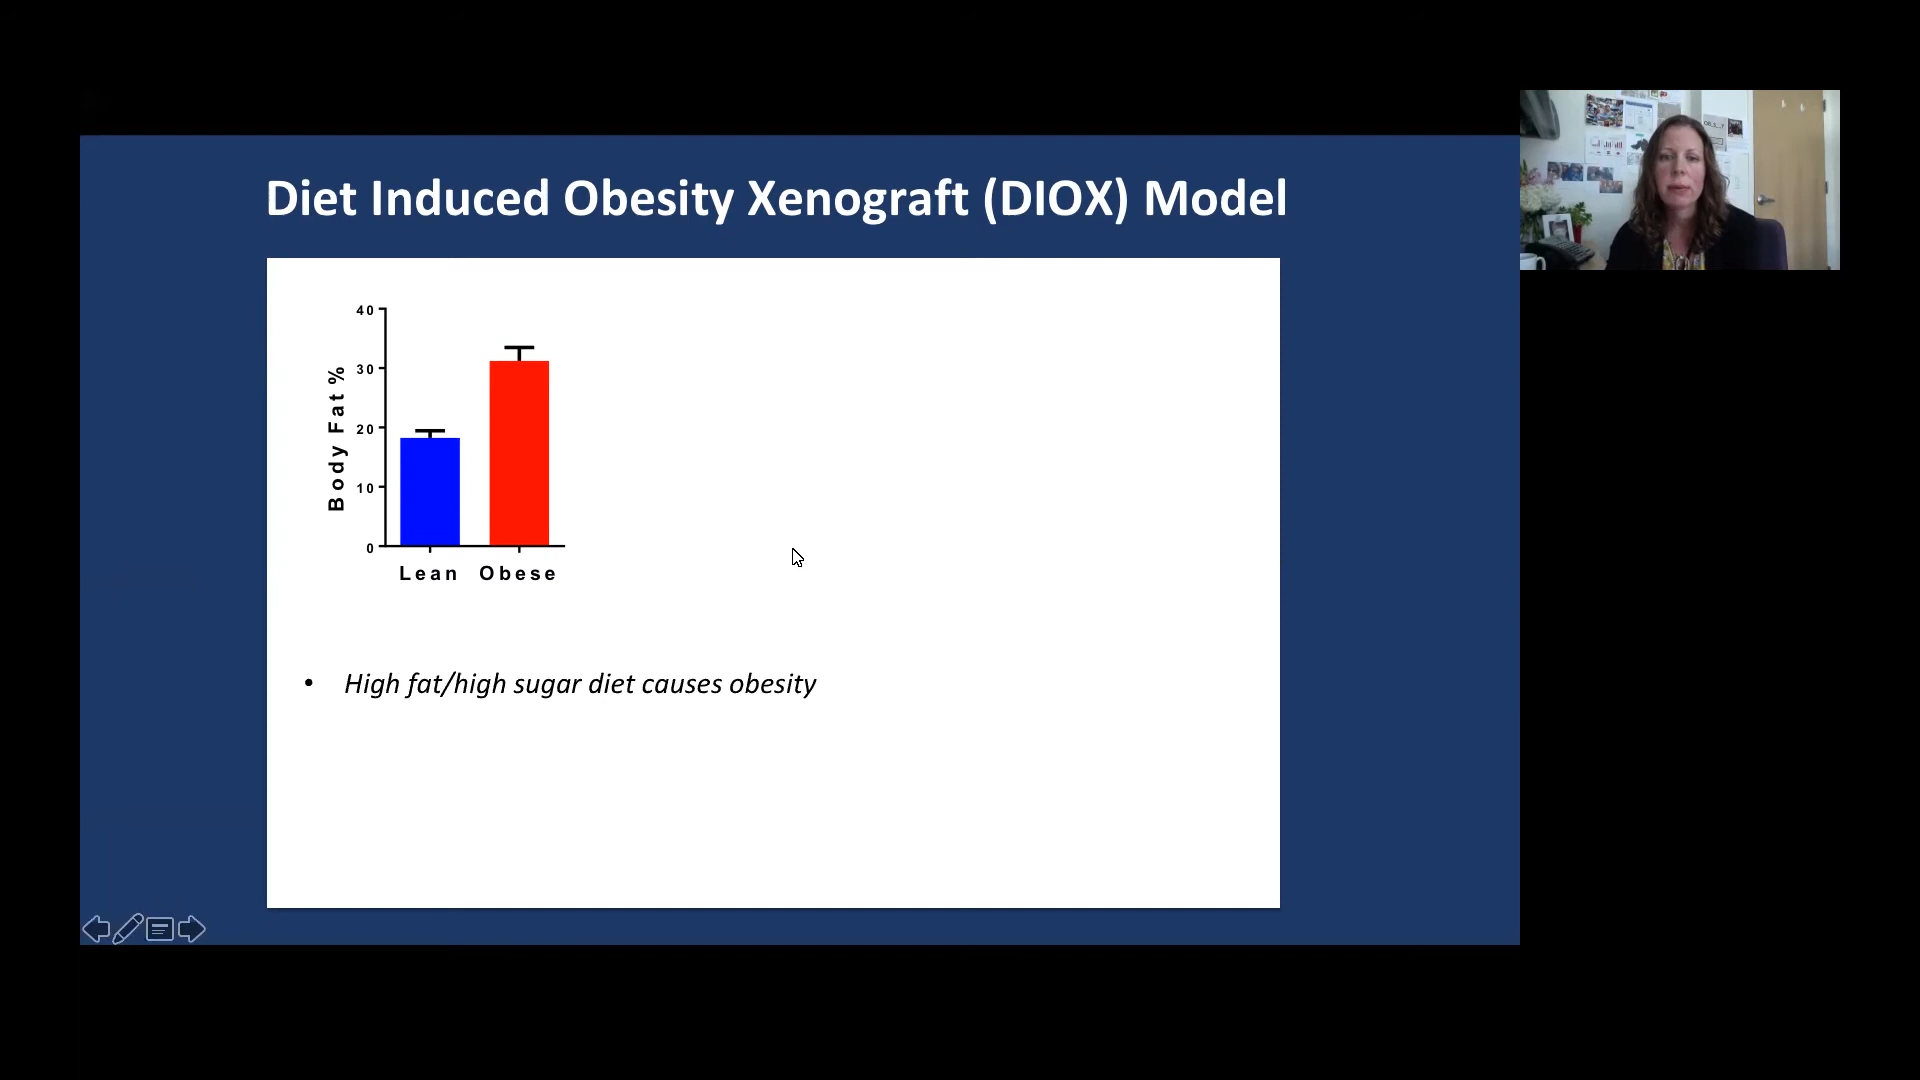 Diet Induced Obesity Xenograft (DIOX) Model
40
30
20
10
0
Body Fat %
Lean Obese
• High fat/high sugar diet causes obesity